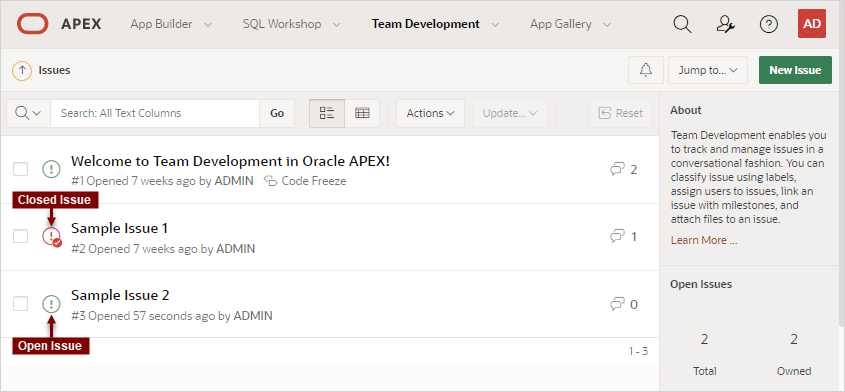 APEX App Builder SQL Workshop Team Development App Gallery AD
Issues Jump to... New Issue
Search: All Text Columns Go Actions Update... Reset
Welcome to Team Development in Oracle APEX!
#1 Opened 7 weeks ago by ADMIN Code Freeze 2
Closed Issue
Sample Issue 1
#2 Opened 7 weeks ago by ADMIN 1
Sample Issue 2
#3 Opened 57 seconds ago by ADMIN 0
Open Issue
1 - 3
About
Team Development enables you
to track and manage issues in a
conversational fashion. You can
classify issue using labels,
assign users to issues, link an
issue with milestones, and
attach files to an issue.
Learn More ...
Open Issues
2 2
Total Owned